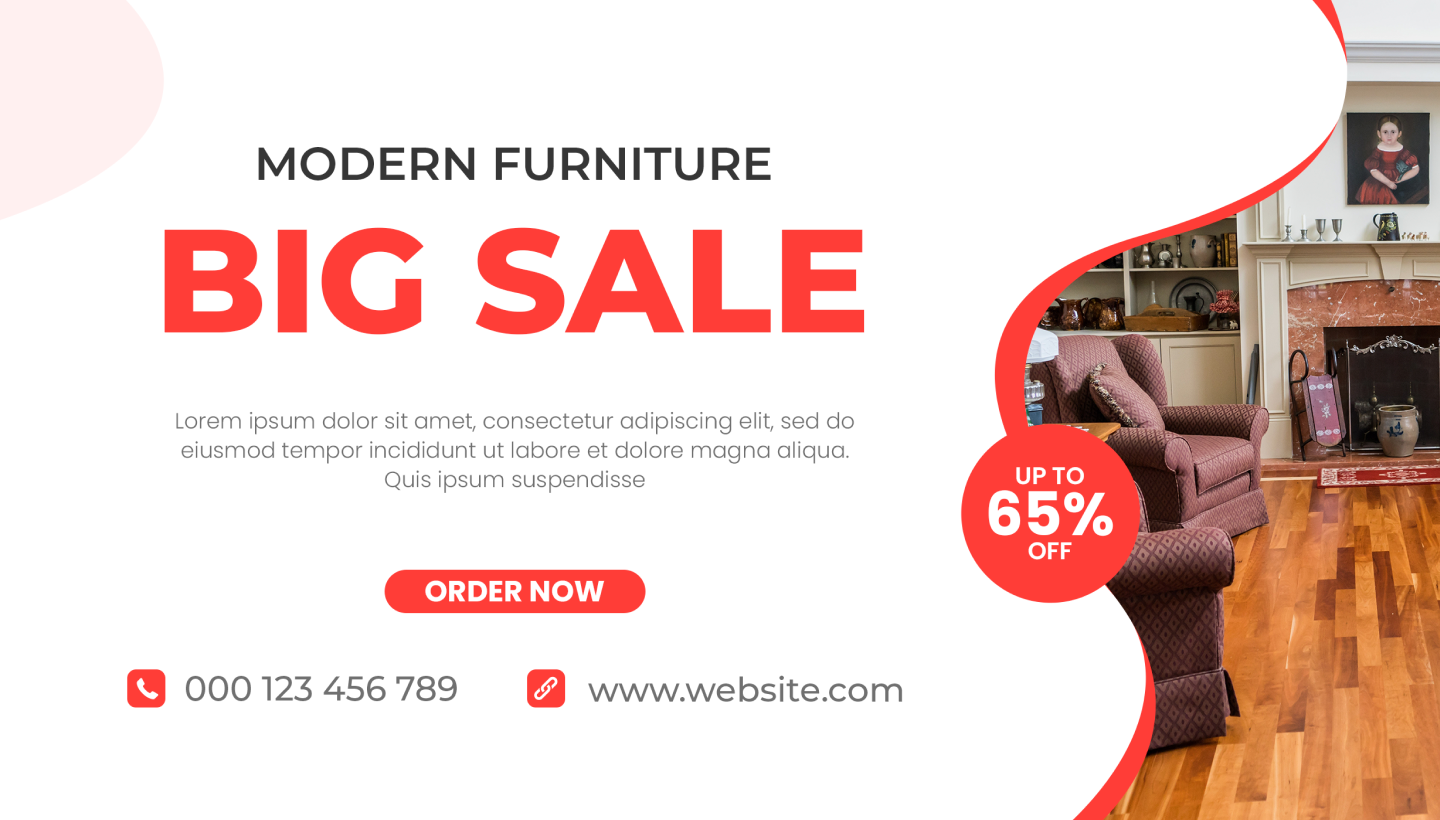 MODERN FURNITURE
BIG SALE
Lorem ipsum dolor sit amet, consectetur adipiscing elit, sed do
eiusmod tempor incididunt ut labore et dolore magna aliqua.
Quis ipsum suspendisse
UP TO
65%
OFF
ORDER NOW
000 123 456 789
www.website.com